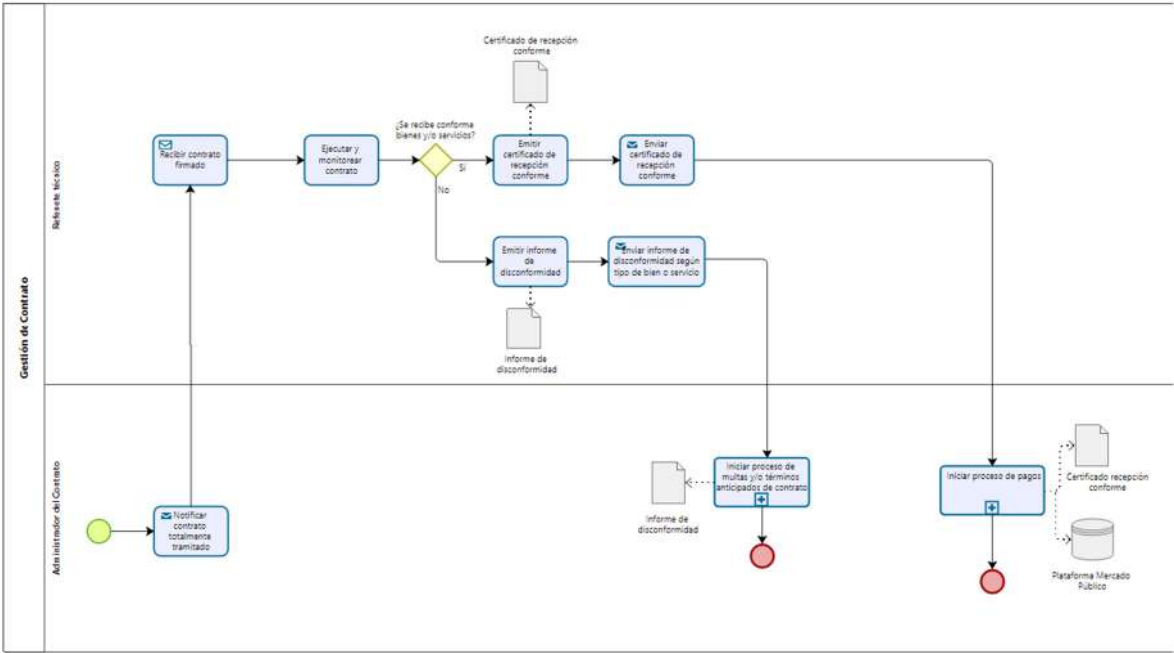 Gestión de Contrato
Referente técnico
Certificado de recepción
conforme
¿Se recibe conforme
bienes y/o servicios?
Recibir contrato
firmado
Ejecutar y
monitorear
contrato
Sí
No
Emitir
certificado de
recepción
conforme
Enviar
certificado de
recepción
conforme
Emitir informe
de
disconformidad
Enviar informe de
disconformidad según
tipo de bien o servicio
Informe de
disconformidad
Administrador del Contrato
Notificar
contrato
totalmente
tramitado
Iniciar proceso de
multas y/o términos
anticipados de contrato
Informe de
disconformidad
Iniciar proceso de pagos
Certificado recepción
conforme
Plataforma Mercado
Público